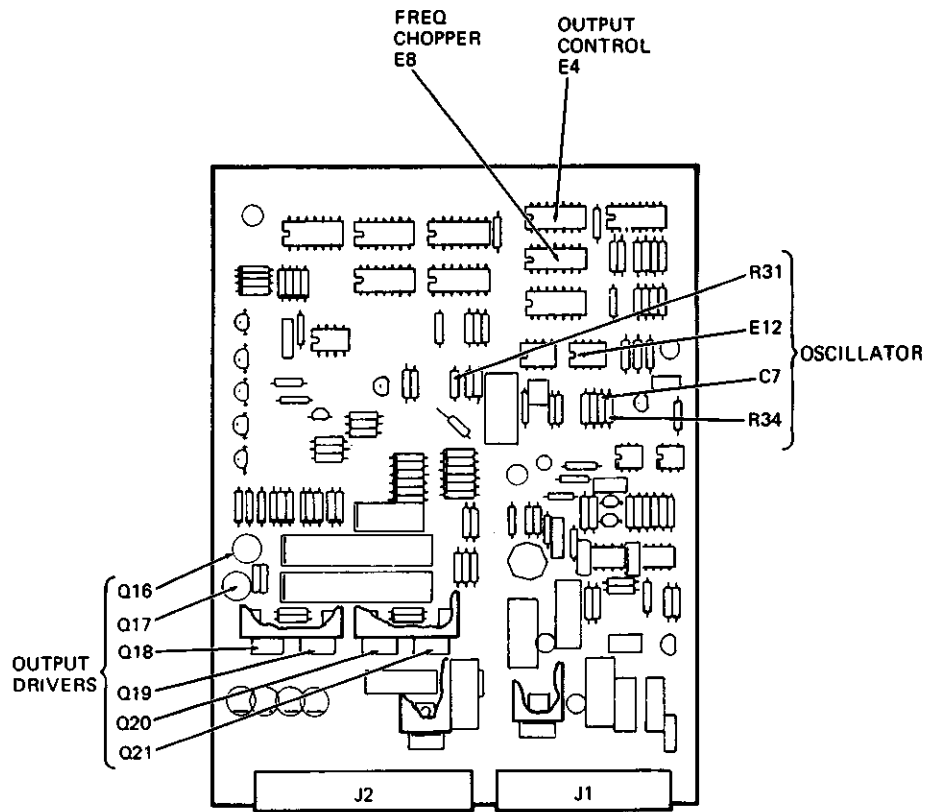 FREQ
CHOPPER
E8
OUTPUT
CONTROL
E4
R31
E12
OSCILLATOR
C7
R34
Q16
Q17
Q18
OUTPUT
DRIVERS
Q19
Q20
Q21
J2
J1